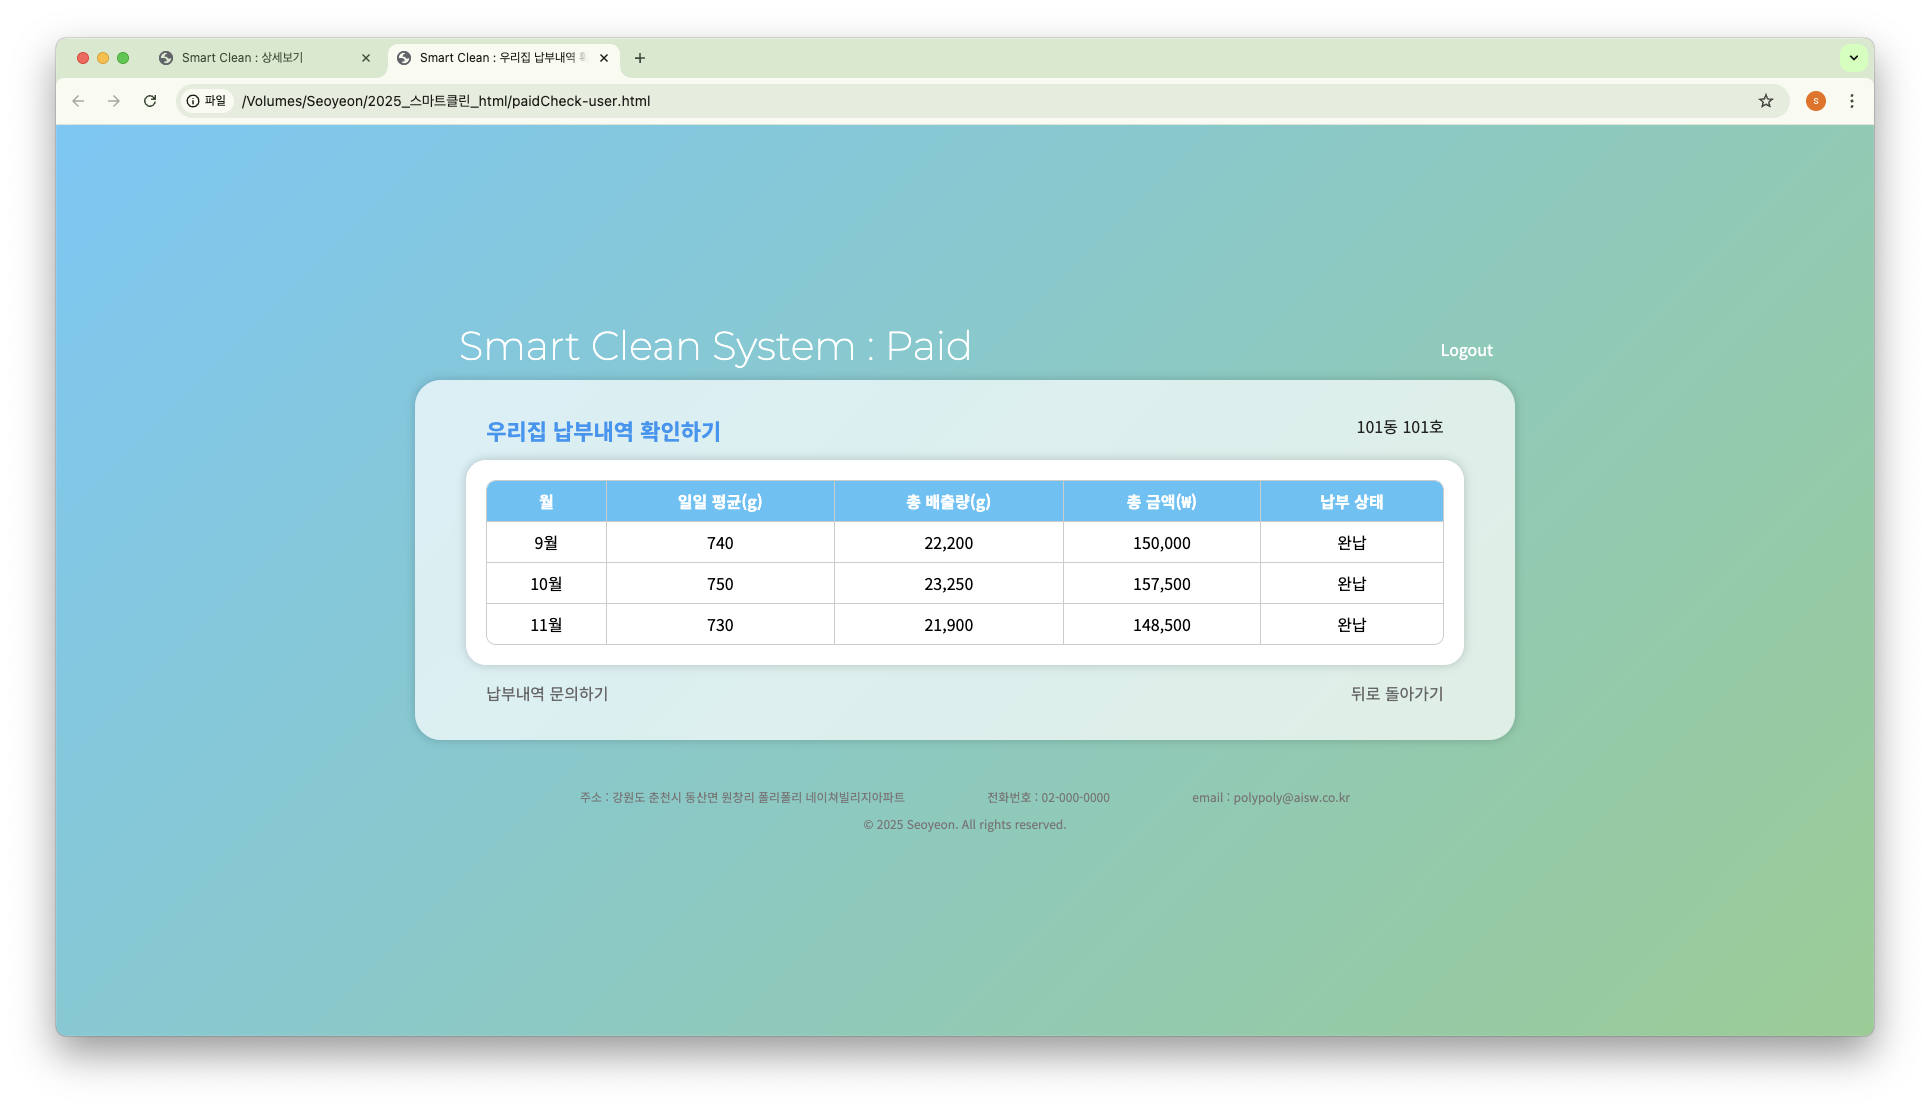 Smart Clean : 상세보기
Smart Clean : 우리집 납부내역
파일 /Volumes/Seoyeon/2025_스마트클린_html/paidCheck-user.html
s
Smart Clean System : Paid
Logout
우리집 납부내역 확인하기
101동 101호
월 일일 평균(g) 총 배출량(g) 총 금액(₩) 납부 상태
9월 740 22,200 150,000 완납
10월 750 23,250 157,500 완납
11월 730 21,900 148,500 완납
납부내역 문의하기
뒤로 돌아가기
주소 : 강원도 춘천시 동산면 원창리 폴리폴리 네이쳐빌리지아파트 전화번호 : 02-000-0000 email : polypoly@aisw.co.kr
© 2025 Seoyeon. All rights reserved.